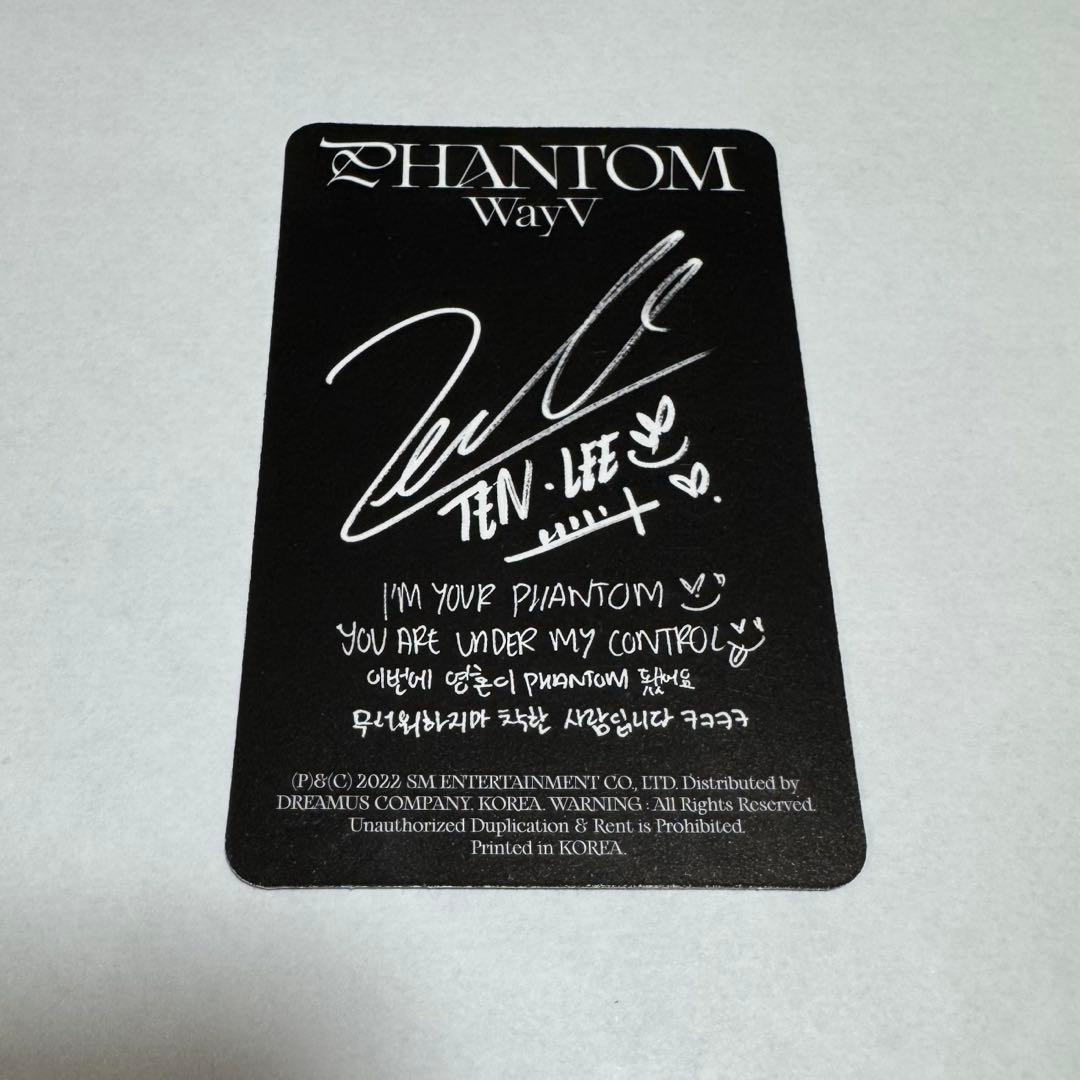 PHANTOM
WayV
TEN · LEE
I'M YOUR PHANTOM
YOU ARE UNDER MY CONTROL
이번에 영혼이 PHANTOM 됐어요
무서워하지마 착한 사람입니다 ㅋㅋㅋㅋ
(P)&(C) 2022 SM ENTERTAINMENT CO., LTD. Distributed by
DREAMUS COMPANY. KOREA. WARNING : All Rights Reserved.
Unauthorized Duplication & Rent is Prohibited.
Printed in KOREA.